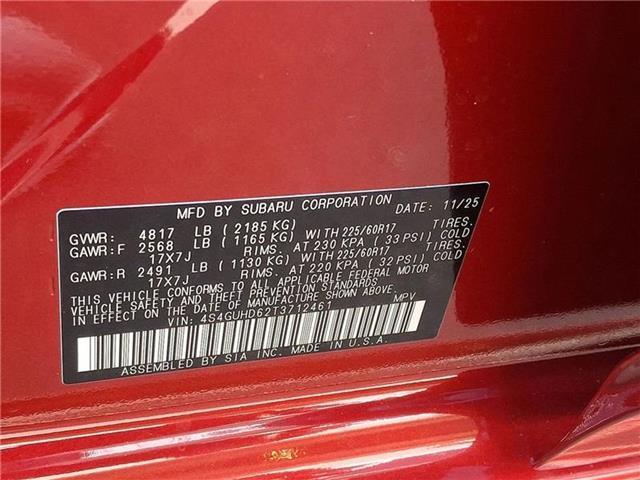 MFD BY SUBARU CORPORATION DATE: 11/25
GVWR: 4817 LB ( 2185 KG)
GAWR:F 2568 LB ( 1165 KG) WITH 225/60R17 TIRES.
17X7J RIMS. AT 230 KPA ( 33 PSI) COLD
GAWR:R 2491 LB ( 1130 KG) WITH 225/60R17 TIRES.
17X7J RIMS. AT 220 KPA ( 32 PSI) COLD
THIS VEHICLE CONFORMS TO ALL APPLICABLE FEDERAL MOTOR
VEHICLE SAFETY AND THEFT PREVENTION STANDARDS
IN EFFECT ON THE DATE OF MANUFACTURE SHOWN ABOVE.
VIN: 4S4GUHD62T3712461 MPV
ASSEMBLED BY SIA INC. MADE IN U.S.A.